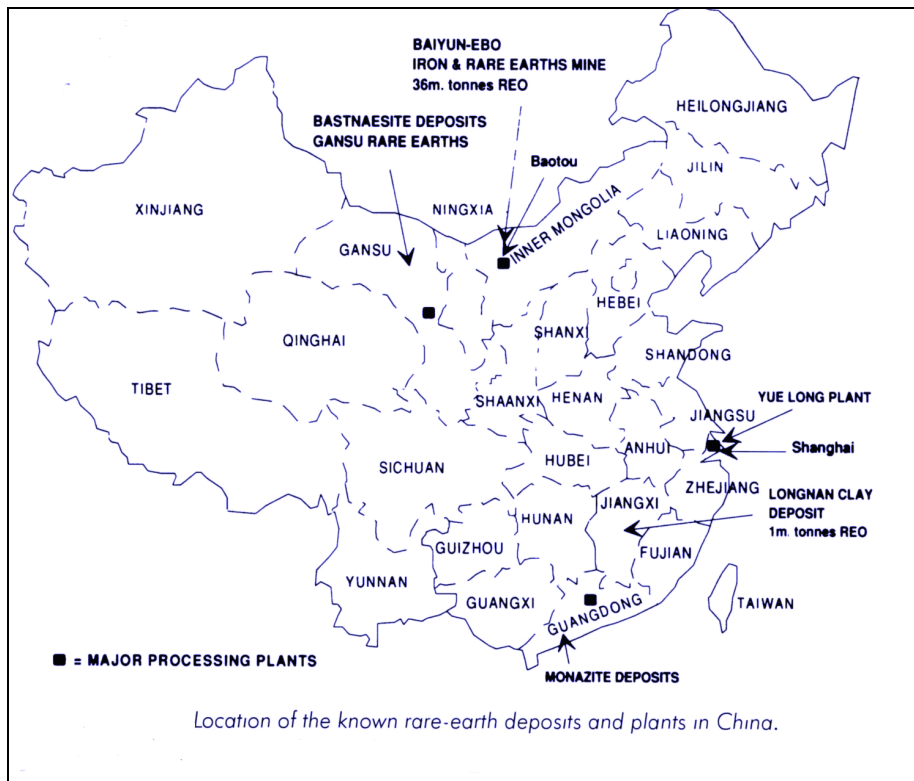 BAIYUN-EBO
IRON & RARE EARTHS MINE
36m. tonnes REO
HEILONGJIANG
BASTNAESITE DEPOSITS
GANSU RARE EARTHS
Baotou
JILIN
XINJIANG
NINGXIA
INNER MONGOLIA
LIAONING
GANSU
HEBEI
QINGHAI
SHANXI
SHANDONG
TIBET
SHAANXI
HENAN
JIANGSU
YUE LONG PLANT
Shanghai
ANHUI
HUBEI
SICHUAN
ZHEJIANG
LONGNAN CLAY
DEPOSIT
1m. tonnes REO
JIANGXI
HUNAN
GUIZHOU
FUJIAN
YUNNAN
GUANGXI
GUANGDONG
TAIWAN
■ = MAJOR PROCESSING PLANTS
MONAZITE DEPOSITS
Location of the known rare-earth deposits and plants in China.